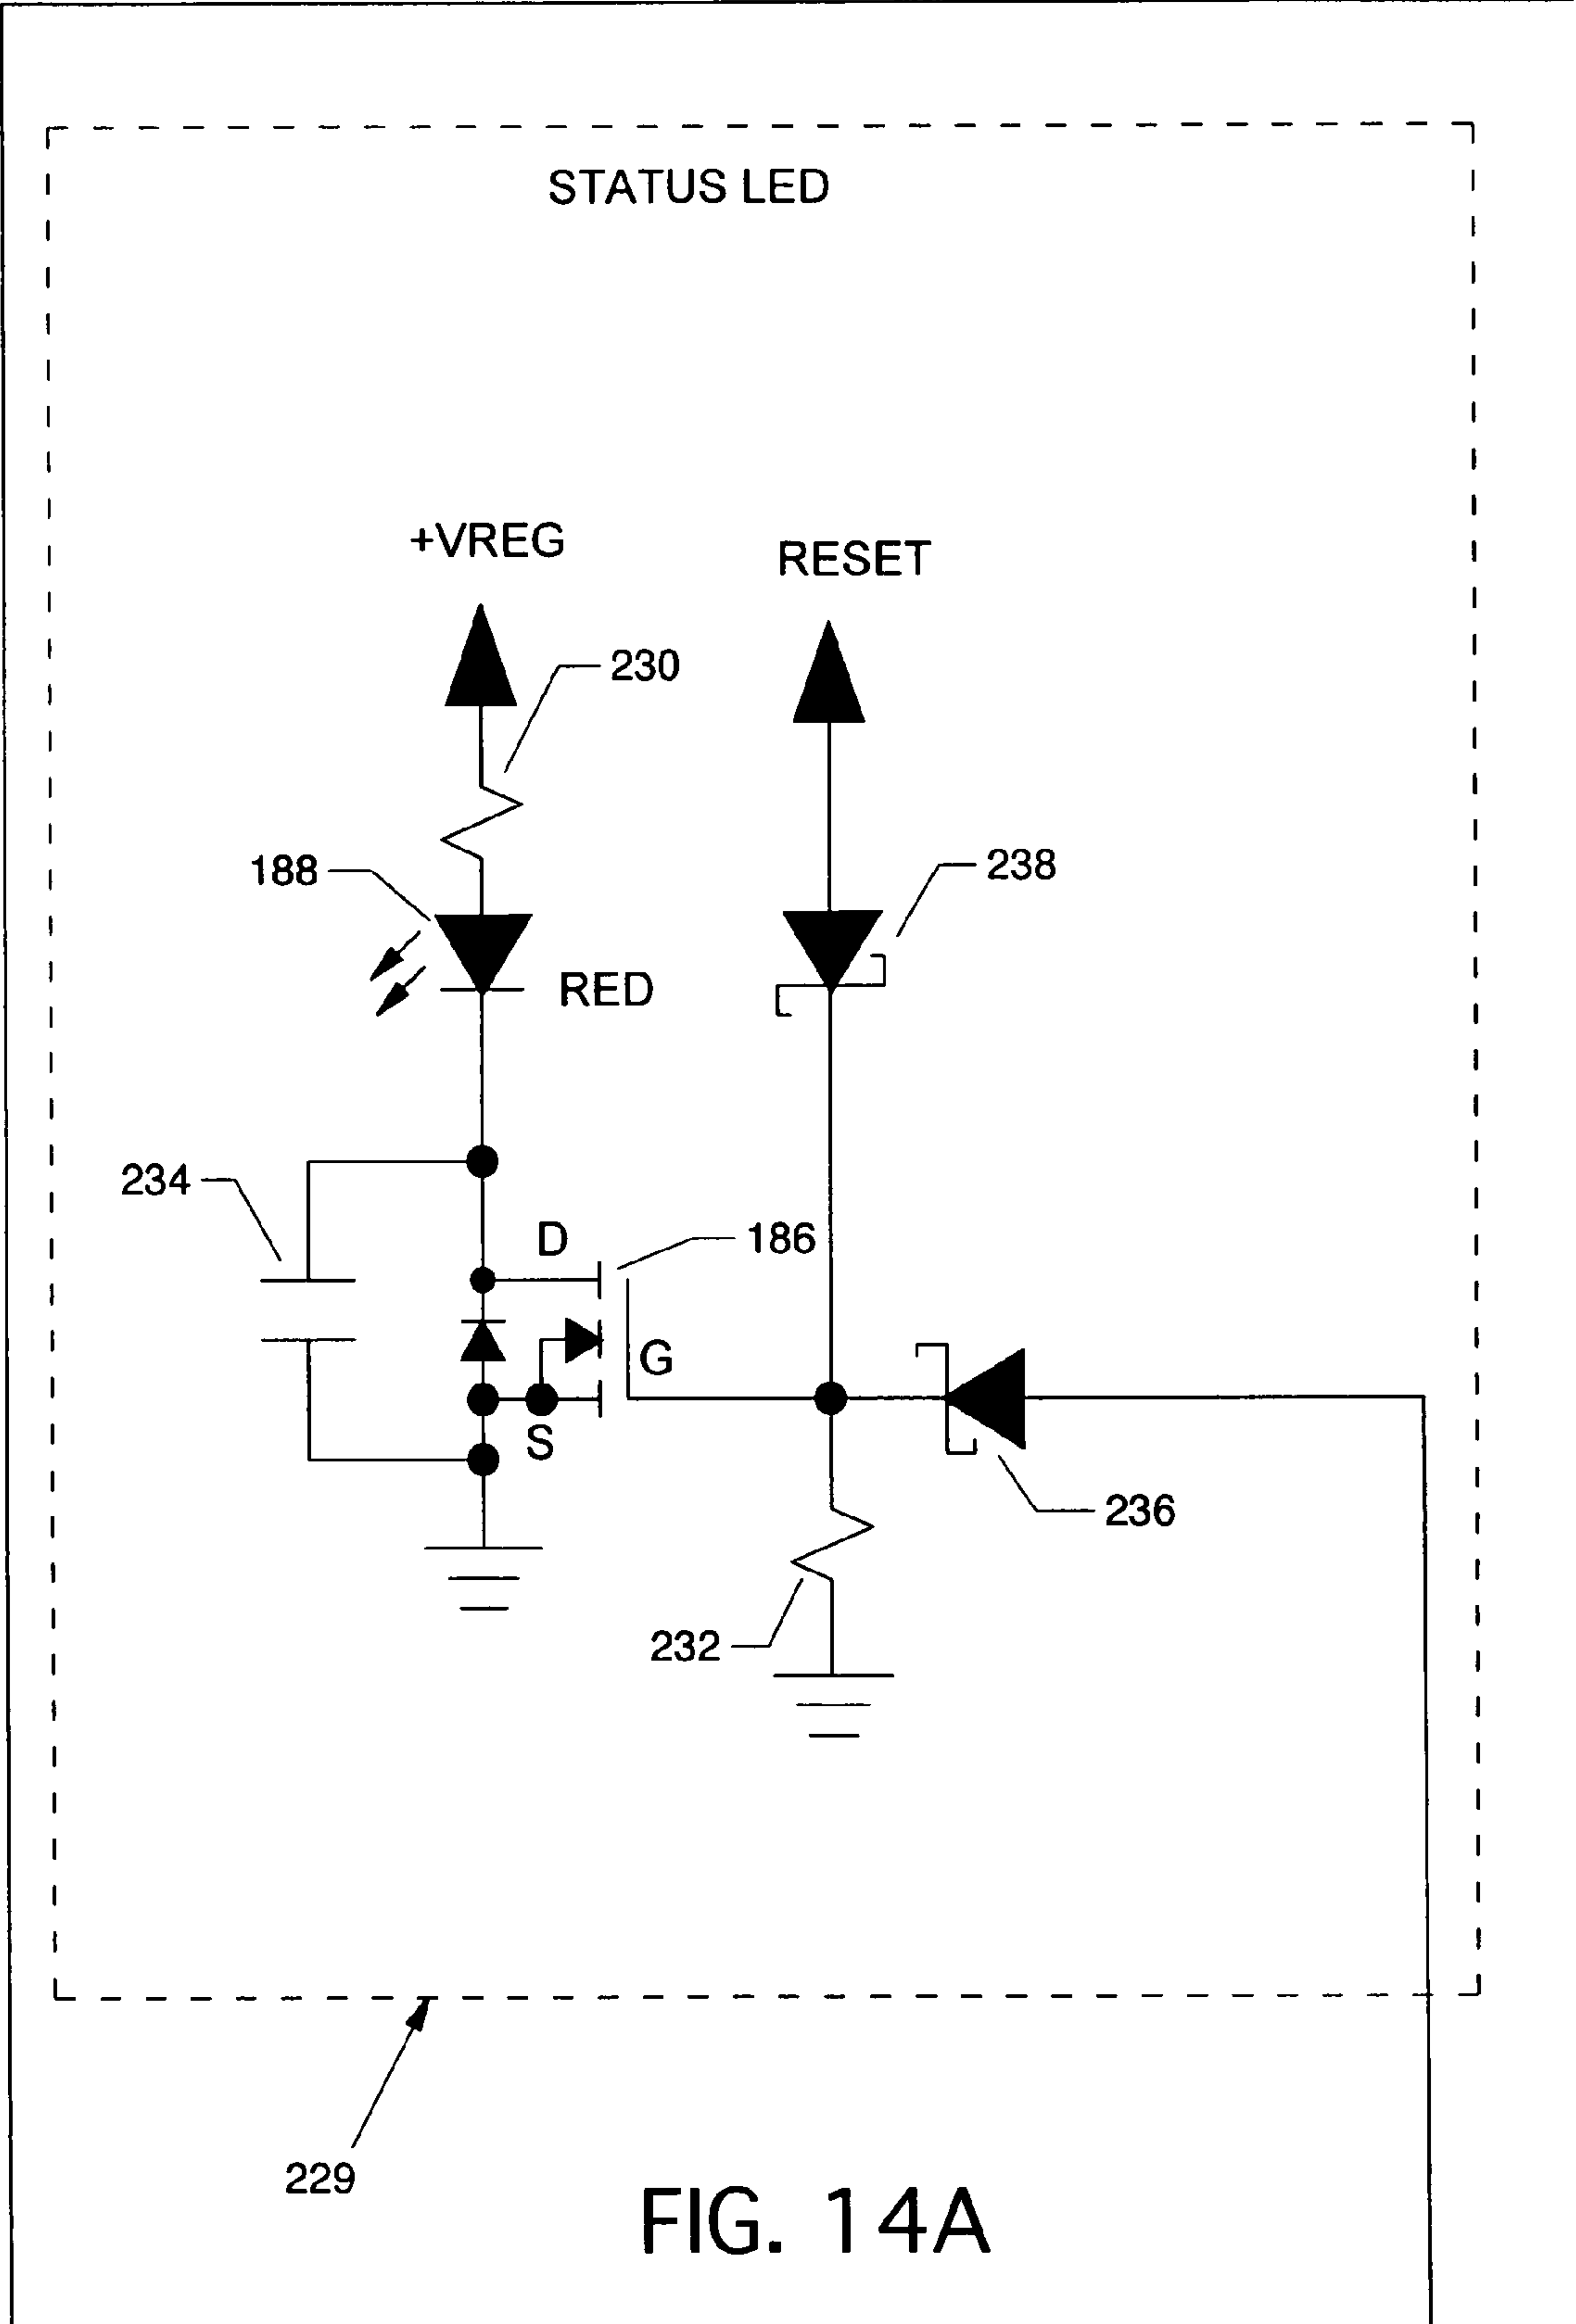 STATUS LED
+VREG
RESET
230
188
238
RED
234
D
186
G
S
236
232
229
FIG. 14A